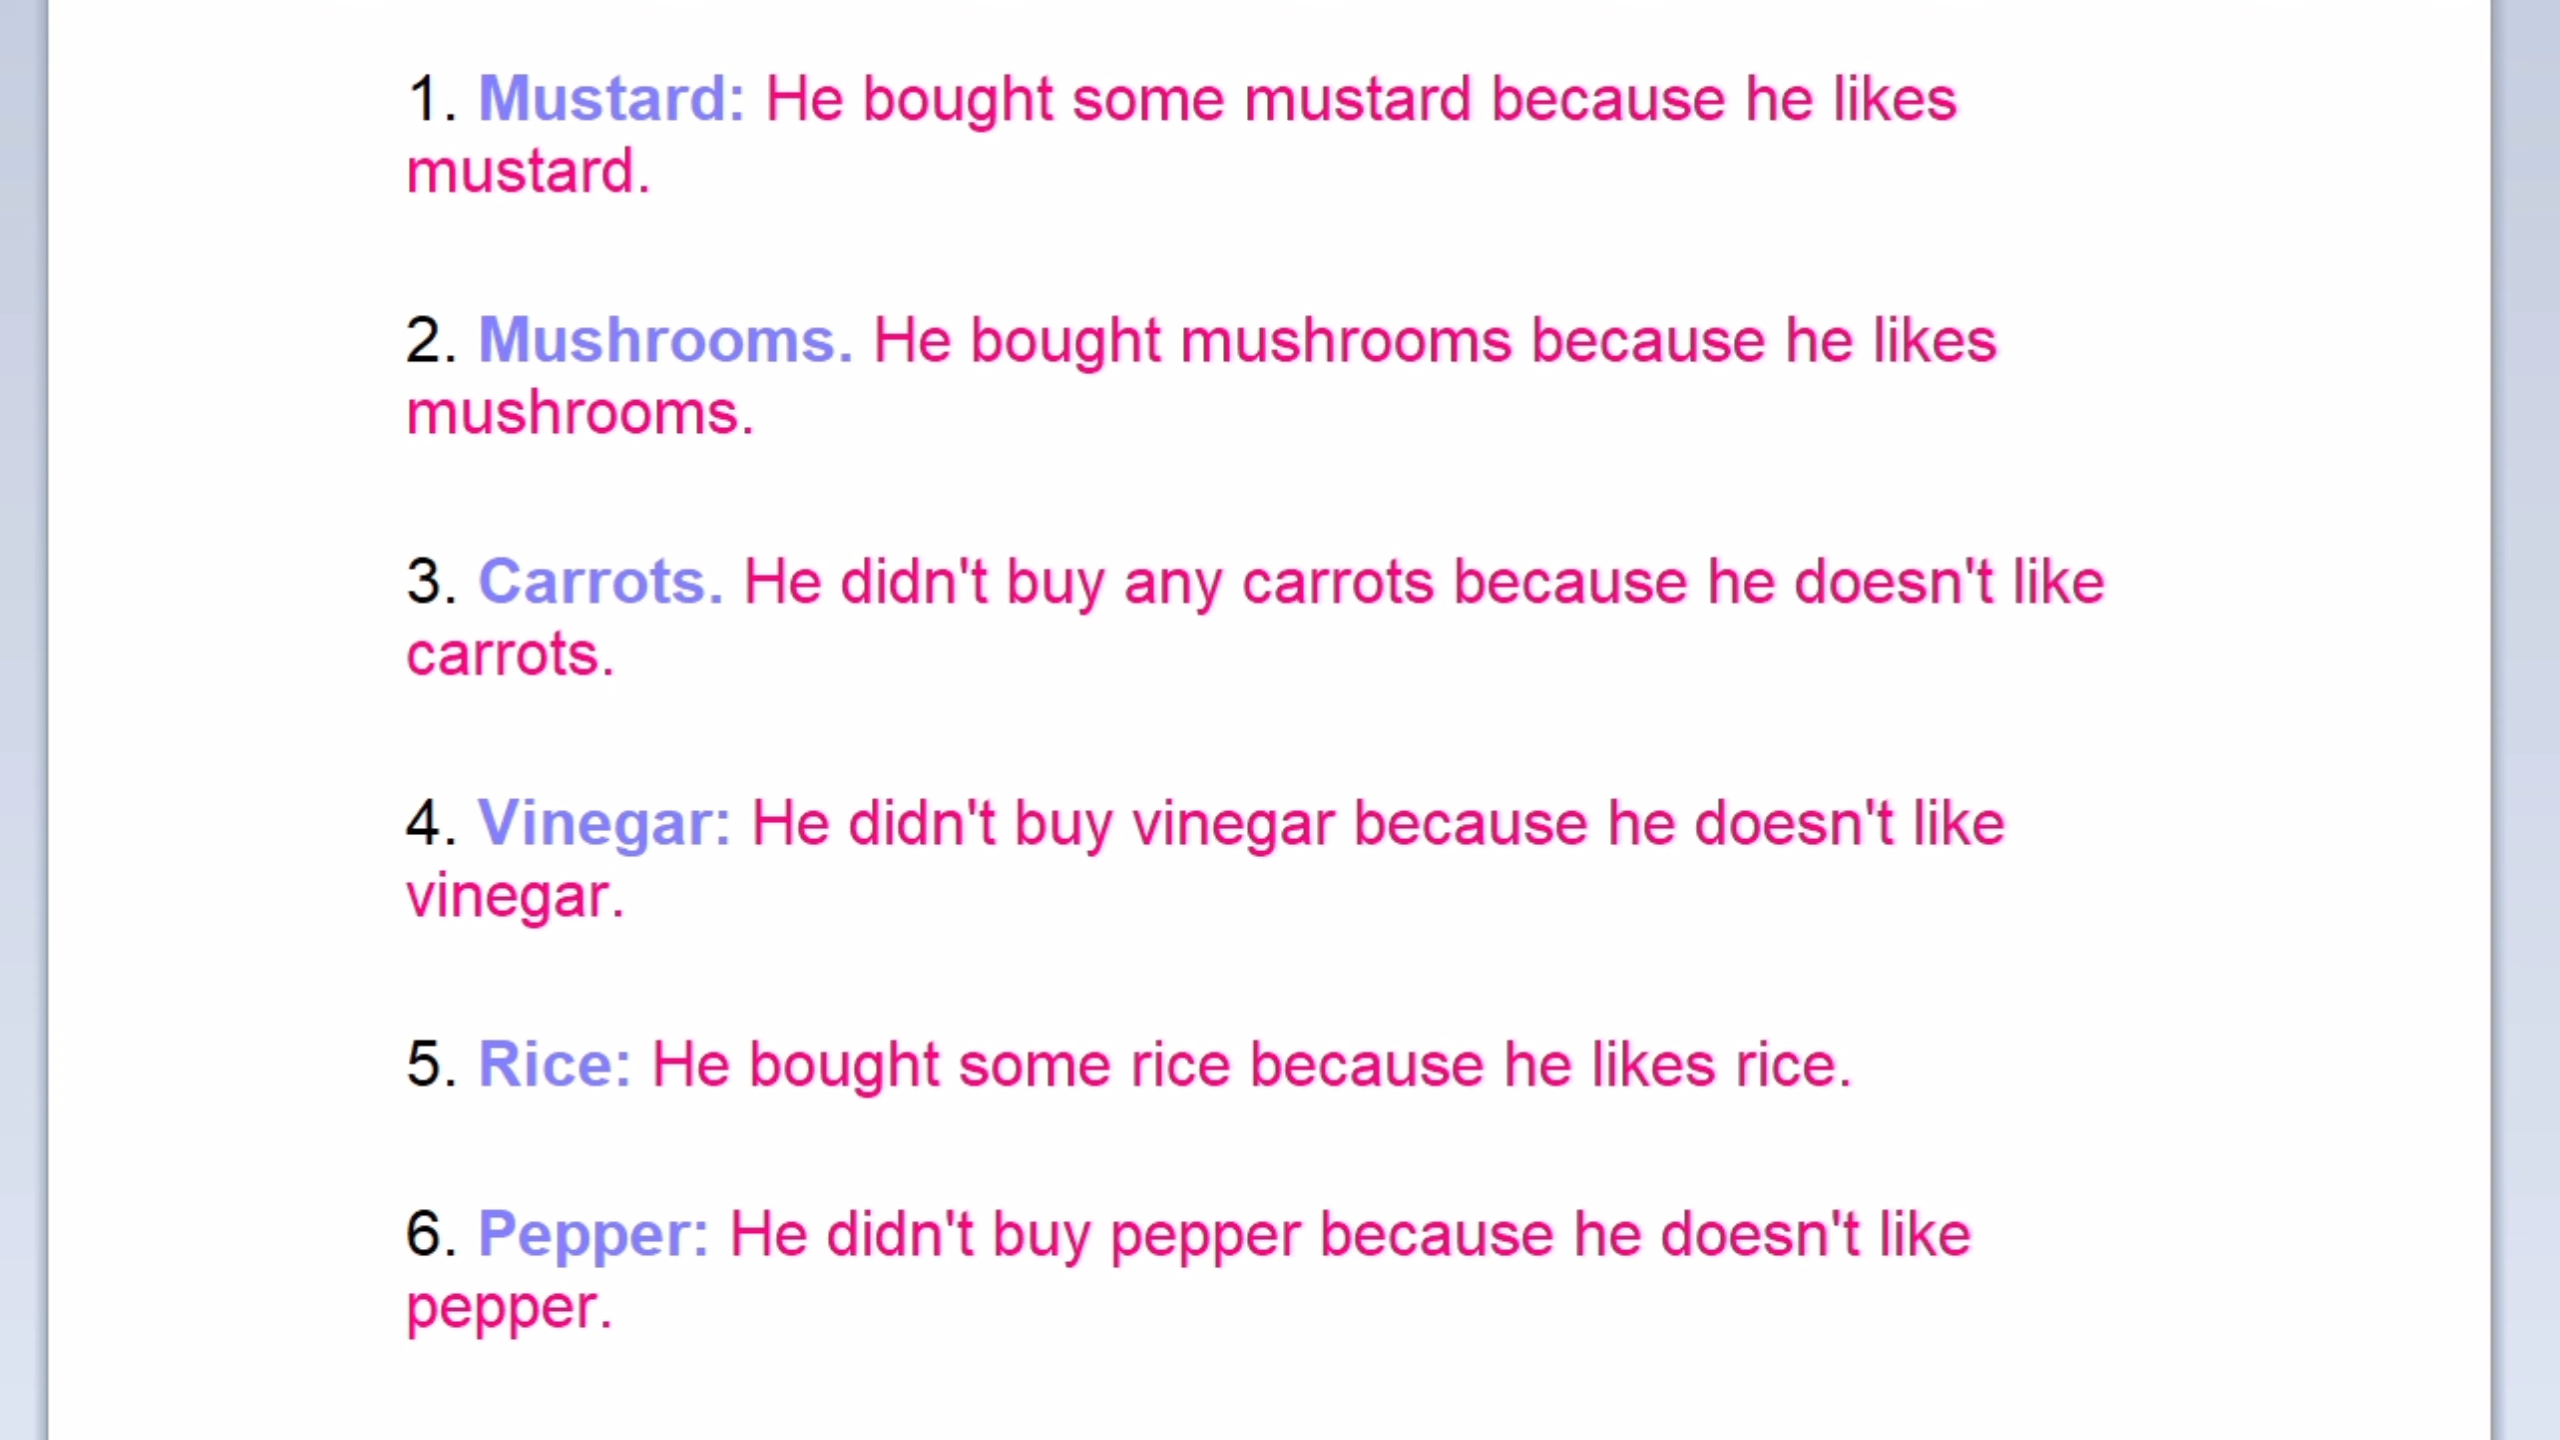 1. Mustard: He bought some mustard because he likes
mustard.
2. Mushrooms. He bought mushrooms because he likes
mushrooms.
3. Carrots. He didn't buy any carrots because he doesn't like
carrots.
4. Vinegar: He didn't buy vinegar because he doesn't like
vinegar.
5. Rice: He bought some rice because he likes rice.
6. Pepper: He didn't buy pepper because he doesn't like
pepper.